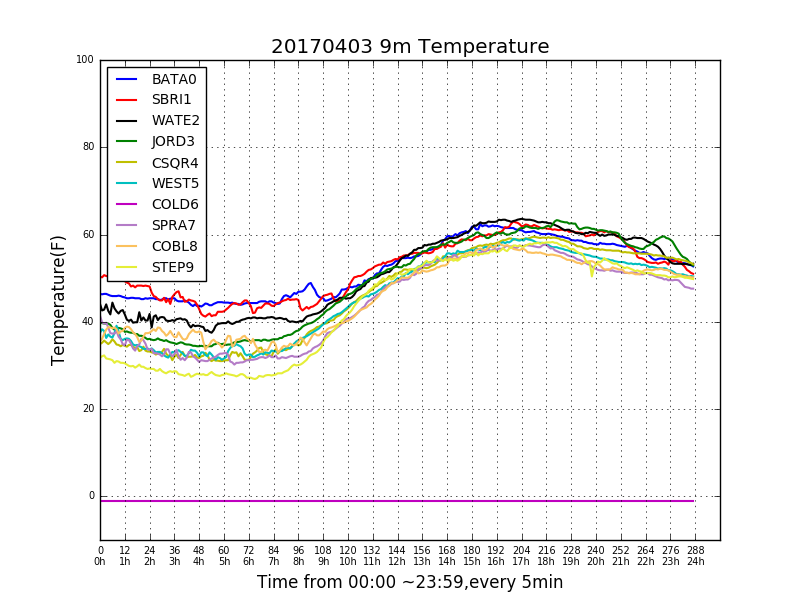 20170403 9m Temperature
100
80
60
40
20
0
Temperature(F)
BATA0
SBRI1
WATE2
JORD3
CSQR4
WEST5
COLD6
SPRA7
COBL8
STEP9
0 12 24 36 48 60 72 84 96 108 120 132 144 156 168 180 192 204 216 228 240 252 264 276 288
0h 1h 2h 3h 4h 5h 6h 7h 8h 9h 10h 11h 12h 13h 14h 15h 16h 17h 18h 19h 20h 21h 22h 23h 24h
Time from 00:00 ~23:59,every 5min